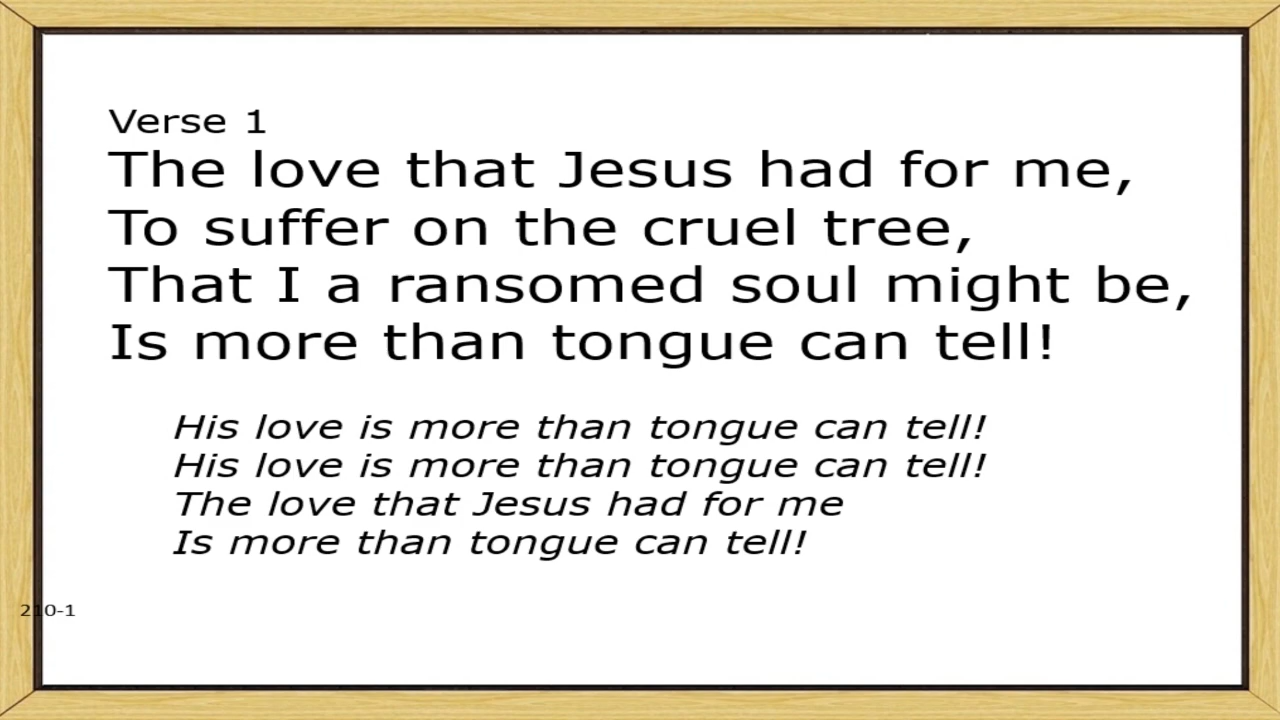 Verse 1
The love that Jesus had for me,
To suffer on the cruel tree,
That I a ransomed soul might be,
Is more than tongue can tell!
His love is more than tongue can tell!
His love is more than tongue can tell!
The love that Jesus had for me
Is more than tongue can tell!
210-1